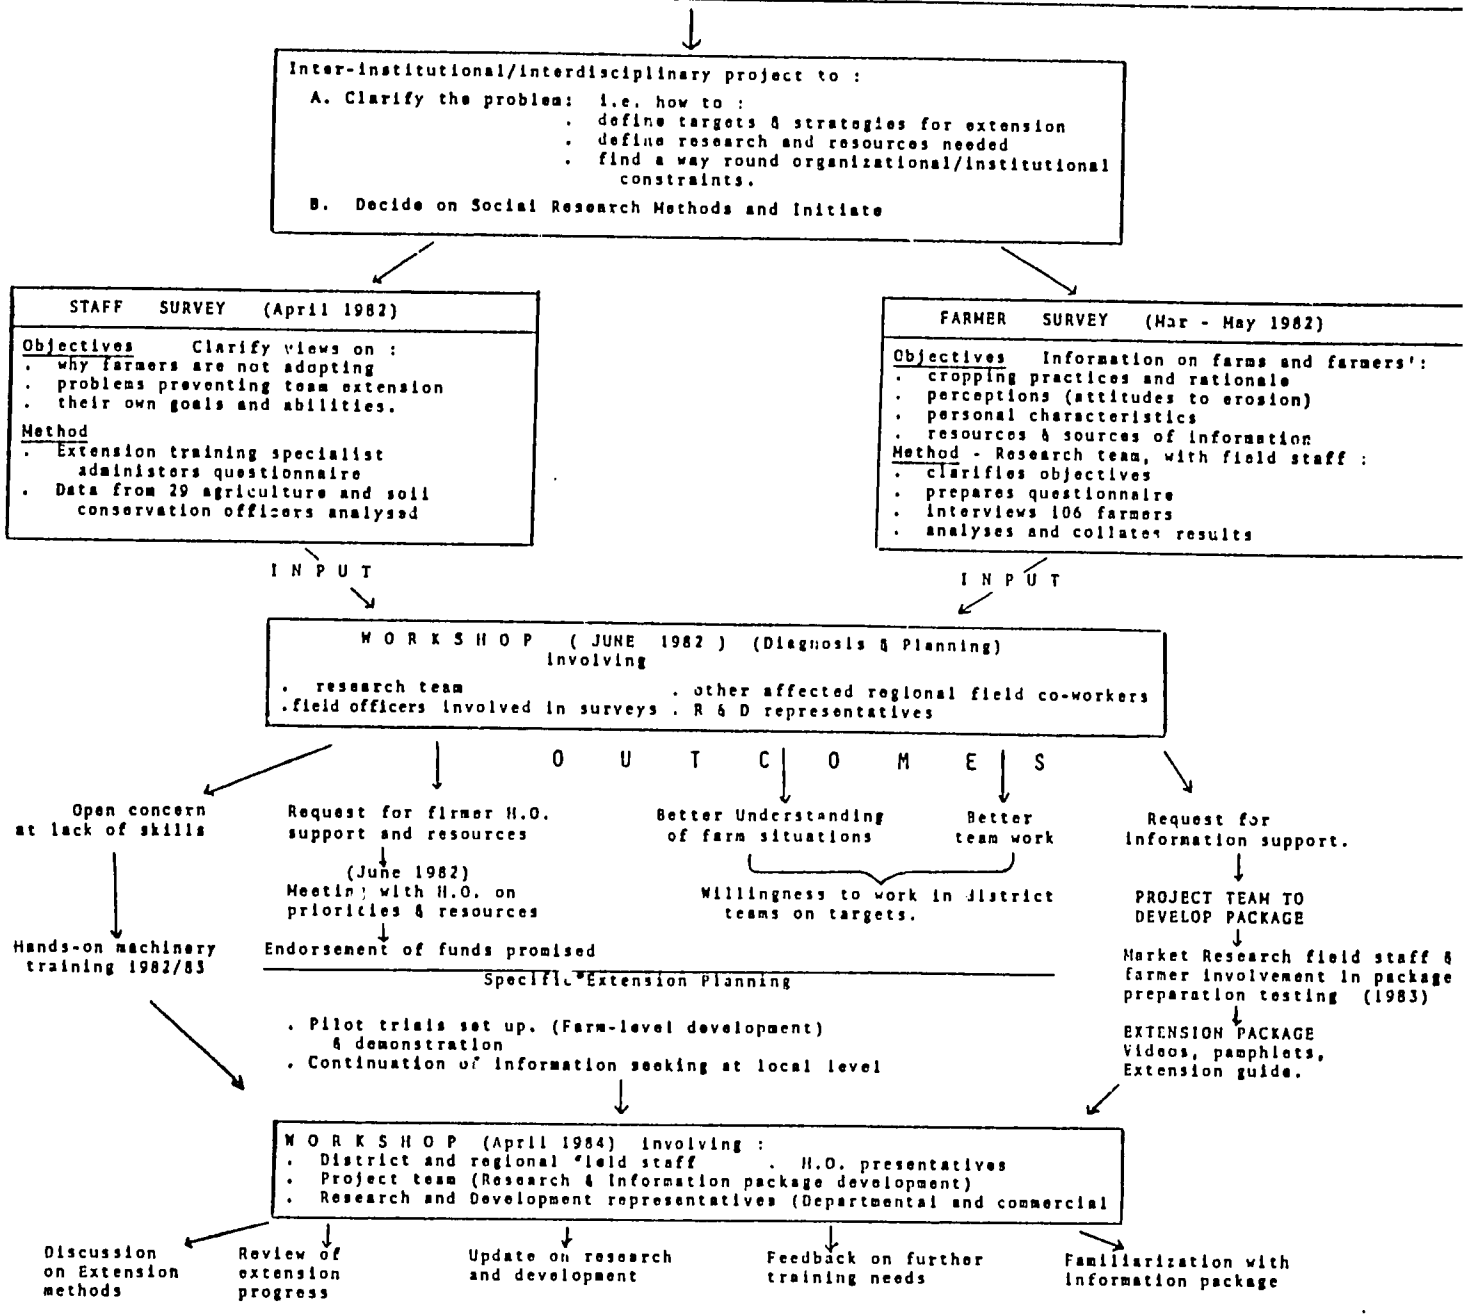 Inter-institutional/interdisciplinary project to :
A. Clarify the problem: i.e. how to :
. define targets & strategies for extension
. define research and resources needed
. find a way round organizational/institutional
constraints.
B. Decide on Social Research Methods and Initiate
STAFF SURVEY (April 1982)
Objectives Clarify views on :
. why farmers are not adopting
. problems preventing team extension
. their own goals and abilities.
Method
. Extension training specialist
administers questionnaire
. Data from 29 agriculture and soil
conservation officers analysed
FARMER SURVEY (Mar - May 1982)
Objectives Information on farms and farmers':
. cropping practices and rationale
. perceptions (attitudes to erosion)
. personal characteristics
. resources & sources of information
Method - Research team, with field staff :
. clarifies objectives
. prepares questionnaire
. interviews 106 farmers
. analyses and collates results
INPUT
INPUT
WORKSHOP ( JUNE 1982 ) (Diagnosis & Planning)
involving
. research team . other affected regional field co-workers
.field officers involved in surveys . R & D representatives
OUTCOMES
Open concern
at lack of skills
Hands-on machinery
training 1982/83
Request for firmer H.O.
support and resources
(June 1982)
Meeting with H.O. on
priorities & resources
Endorsement of funds promised
Better Understanding
of farm situations
Better
team work
Willingness to work in district
teams on targets.
Request for
information support.
PROJECT TEAM TO
DEVELOP PACKAGE
Market Research field staff &
farmer involvement in package
preparation testing (1983)
EXTENSION PACKAGE
Videos, pamphlets,
Extension guide.
Specific Extension Planning
. Pilot trials set up. (Farm-level development)
& demonstration
. Continuation of information seeking at local level
WORKSHOP (April 1984) involving :
. District and regional field staff . H.O. presentatives
. Project team (Research & Information package development)
. Research and Development representatives (Departmental and commercial
Discussion
on Extension
methods
Review of
extension
progress
Update on research
and development
Feedback on further
training needs
Familiarization with
information package